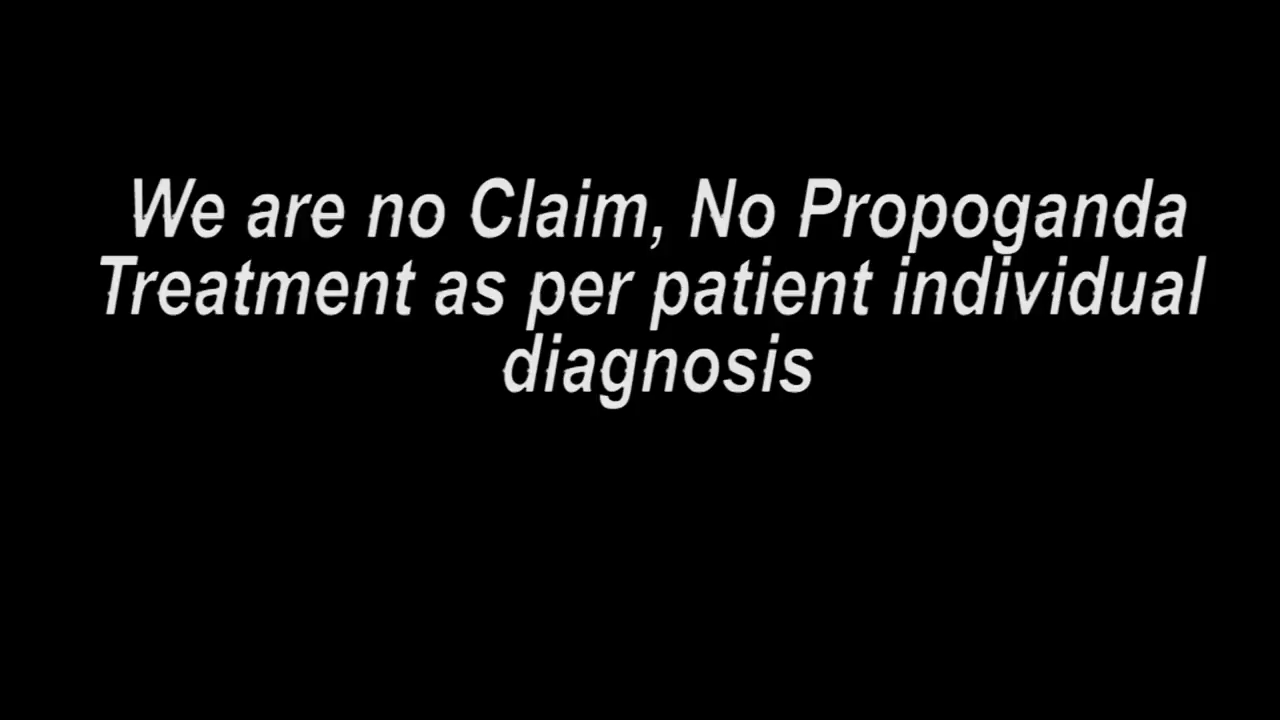 We are no Claim, No Propoganda
Treatment as per patient individual
diagnosis